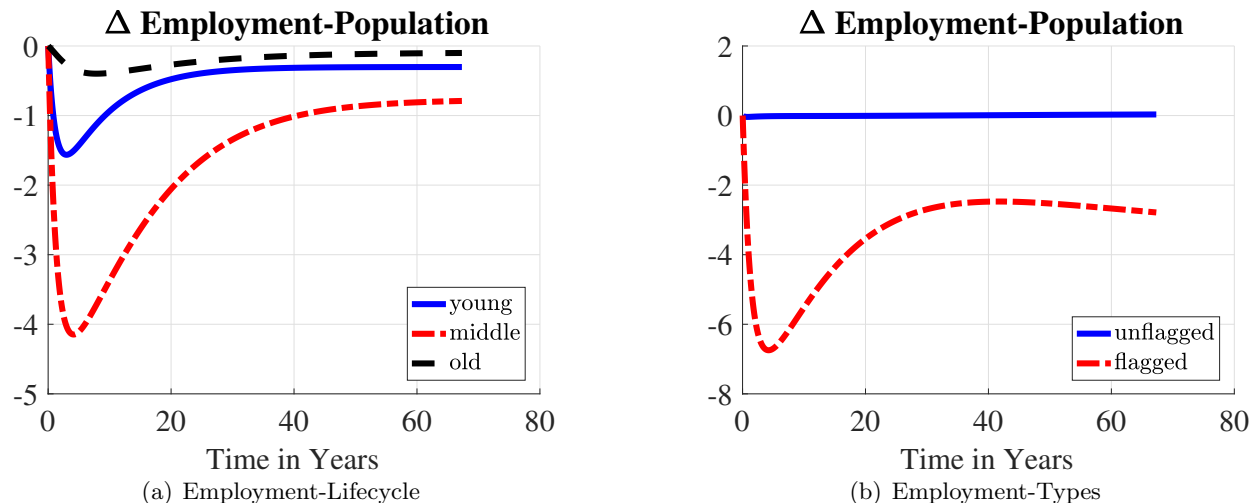 Δ Employment-Population
0
-1
-2
-3
-4
-5
0 20 40 60 80
young
middle
old
Time in Years
(a) Employment-Lifecycle
Δ Employment-Population
2
0
-2
-4
-6
-8
0 20 40 60 80
unflagged
flagged
Time in Years
(b) Employment-Types